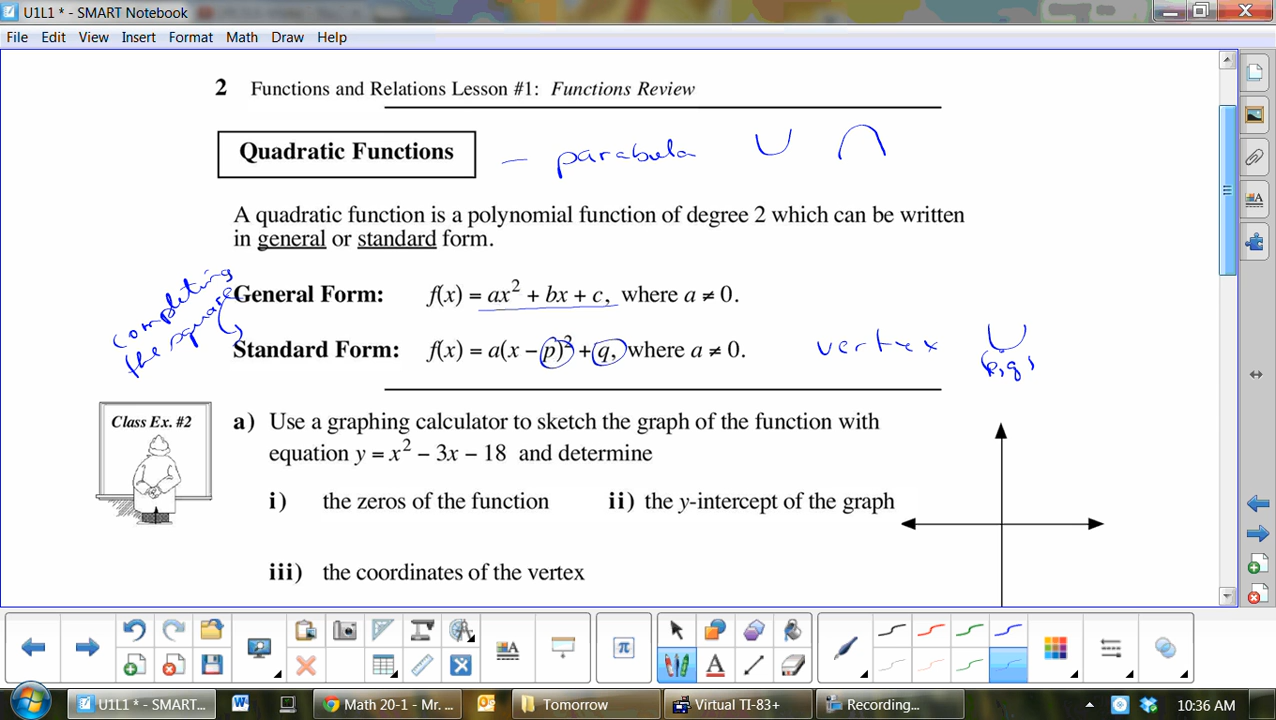 U1L1 * - SMART Notebook
File Edit View Insert Format Math Draw Help
2 Functions and Relations Lesson #1: Functions Review
Quadratic Functions — parabola
A quadratic function is a polynomial function of degree 2 which can be written
in general or standard form.
completing
the square
General Form: f(x) = ax² + bx + c, where a ≠ 0.
Standard Form: f(x) = a(x − p)² + q, where a ≠ 0. vertex
(p,q)
Class Ex. #2
a) Use a graphing calculator to sketch the graph of the function with
equation y = x² − 3x − 18 and determine
i) the zeros of the function ii) the y-intercept of the graph
iii) the coordinates of the vertex
π
A
U1L1 * - SMART... Math 20-1 - Mr. ... Tomorrow Virtual TI-83+ Recording... 10:36 AM